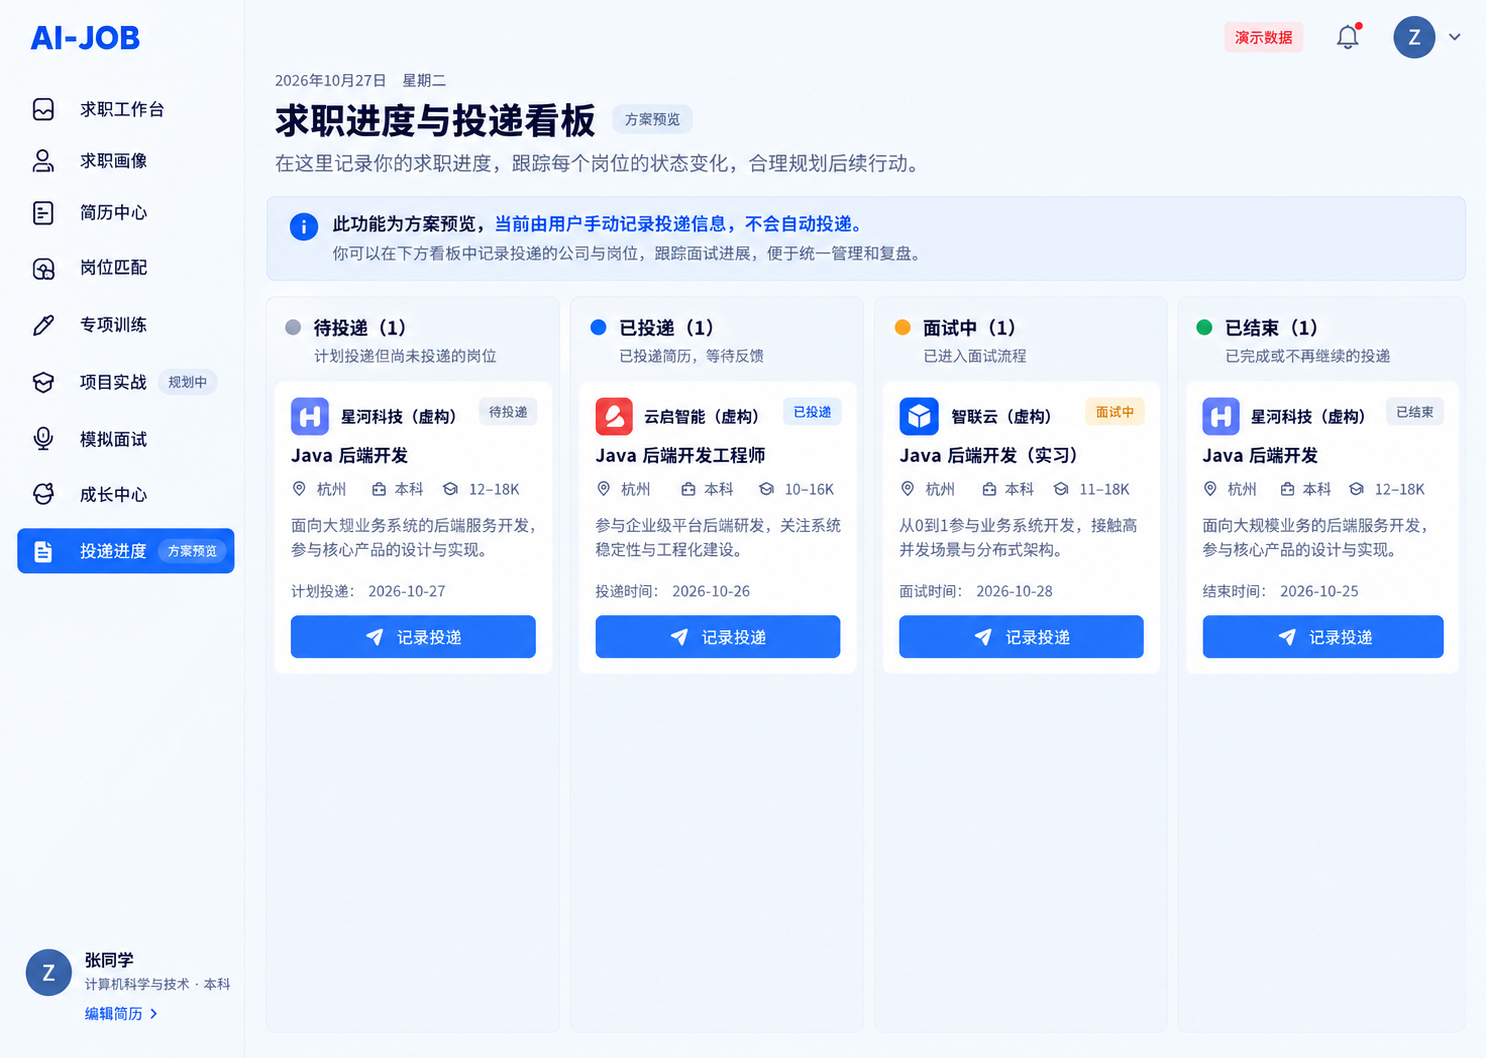 AI-JOB
求职工作台
求职画像
简历中心
岗位匹配
专项训练
项目实战 规划中
模拟面试
成长中心
投递进度 方案预览
张同学
计算机科学与技术 · 本科
编辑简历
演示数据
Z
2026年10月27日 星期二
求职进度与投递看板 方案预览
在这里记录你的求职进度，跟踪每个岗位的状态变化，合理规划后续行动。
此功能为方案预览，当前由用户手动记录投递信息，不会自动投递。
你可以在下方看板中记录投递的公司与岗位，跟踪面试进展，便于统一管理和复盘。
待投递（1）
计划投递但尚未投递的岗位
星河科技（虚构） 待投递
Java 后端开发
杭州 本科 12–18K
面向大规业务系统的后端服务开发，
参与核心产品的设计与实现。
计划投递： 2026-10-27
记录投递
已投递（1）
已投递简历，等待反馈
云启智能（虚构） 已投递
Java 后端开发工程师
杭州 本科 10–16K
参与企业级平台后端研发，关注系统
稳定性与工程化建设。
投递时间： 2026-10-26
记录投递
面试中（1）
已进入面试流程
智联云（虚构） 面试中
Java 后端开发（实习）
杭州 本科 11–18K
从0到1参与业务系统开发，接触高
并发场景与分布式架构。
面试时间： 2026-10-28
记录投递
已结束（1）
已完成或不再继续的投递
星河科技（虚构） 已结束
Java 后端开发
杭州 本科 12–18K
面向大规模业务的后端服务开发，
参与核心产品的设计与实现。
结束时间： 2026-10-25
记录投递
Z